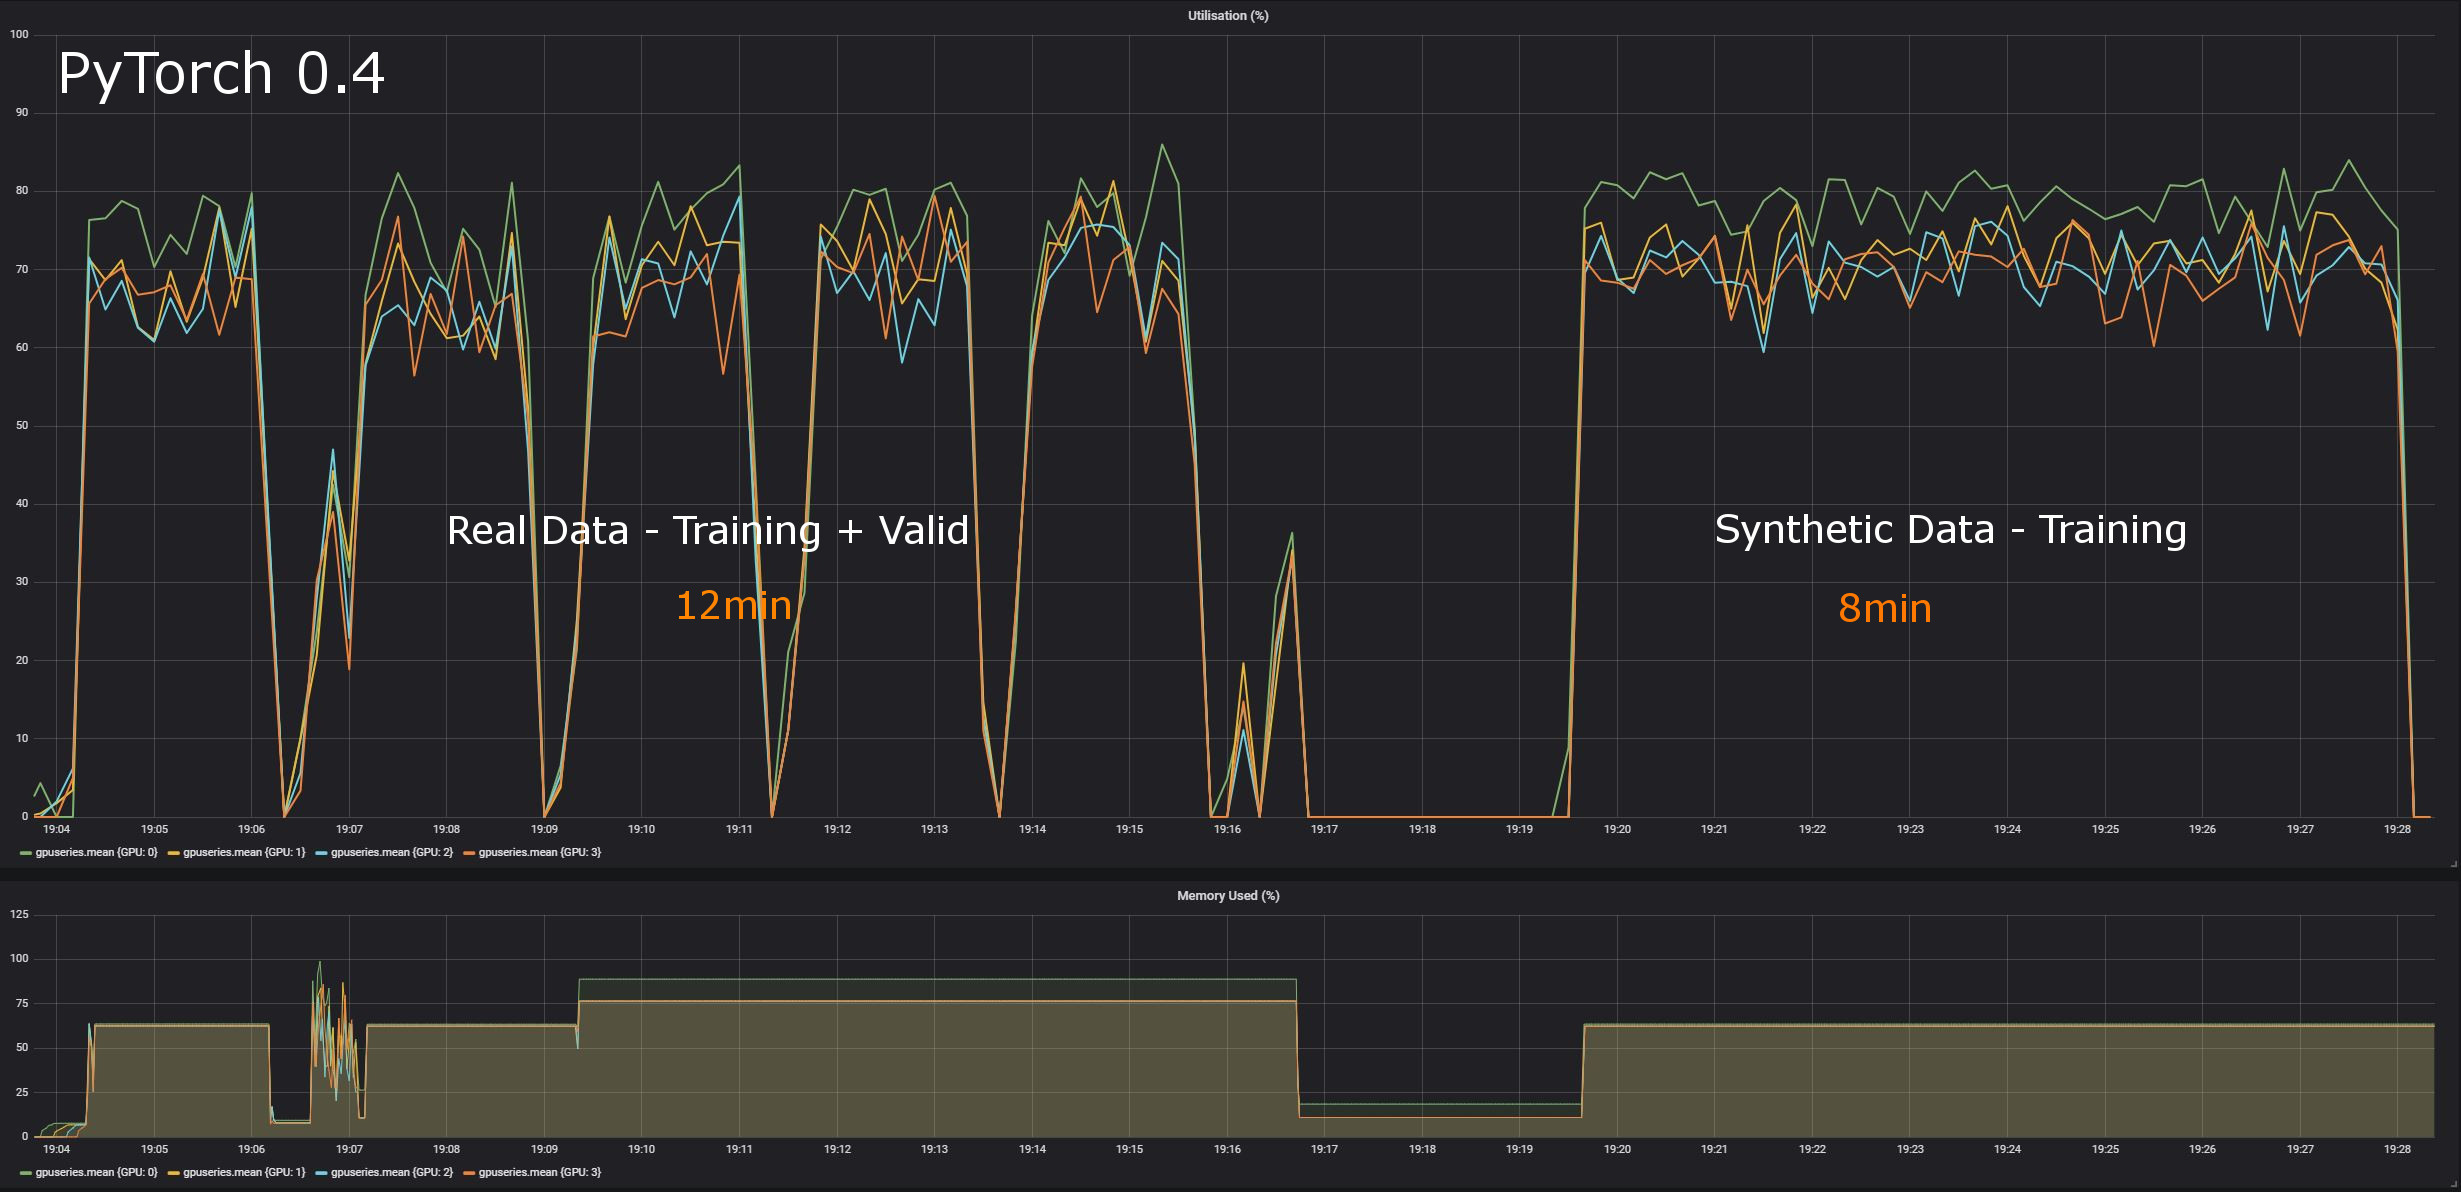 Utilisation (%)
PyTorch 0.4
100
90
80
70
60
50
40
30
20
10
0
Real Data - Training + Valid
12min
Synthetic Data - Training
8min
19:04 19:05 19:06 19:07 19:08 19:09 19:10 19:11 19:12 19:13 19:14 19:15 19:16 19:17 19:18 19:19 19:20 19:21 19:22 19:23 19:24 19:25 19:26 19:27 19:28
gpuseries.mean {GPU: 0} gpuseries.mean {GPU: 1} gpuseries.mean {GPU: 2} gpuseries.mean {GPU: 3}
Memory Used (%)
125
100
75
50
25
0
19:04 19:05 19:06 19:07 19:08 19:09 19:10 19:11 19:12 19:13 19:14 19:15 19:16 19:17 19:18 19:19 19:20 19:21 19:22 19:23 19:24 19:25 19:26 19:27 19:28
gpuseries.mean {GPU: 0} gpuseries.mean {GPU: 1} gpuseries.mean {GPU: 2} gpuseries.mean {GPU: 3}